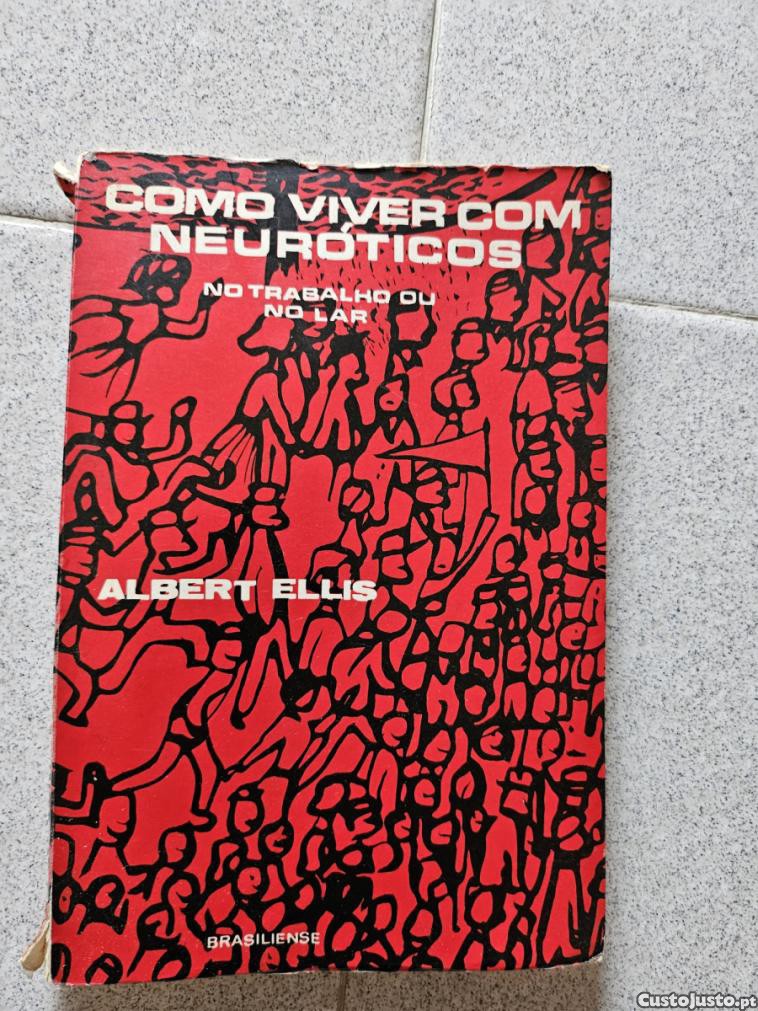 COMO VIVER COM
NEURÓTICOS
NO TRABALHO OU
NO LAR
ALBERT ELLIS
BRASILIENSE
CustoJusto.pt